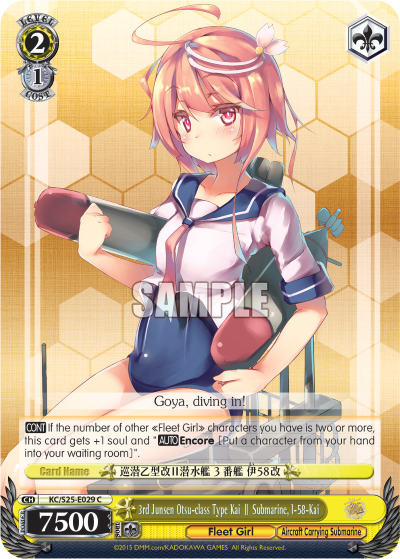 LEVEL
2
1
COST
SAMPLE
Goya, diving in!
CONT If the number of other «Fleet Girl» characters you have is two or more,
this card gets +1 soul and "AUTO Encore [Put a character from your hand
into your waiting room]".
Card Name 巡潜乙型改II潜水艦 3番艦 伊58改
CH KC/S25-E029 C
3rd Junsen Otsu-class Type Kai II Submarine, I-58-Kai
POWER 7500 SOUL
Fleet Girl Aircraft Carrying Submarine
©2015 DMM.com/KADOKAWA GAMES All Rights Reserved.